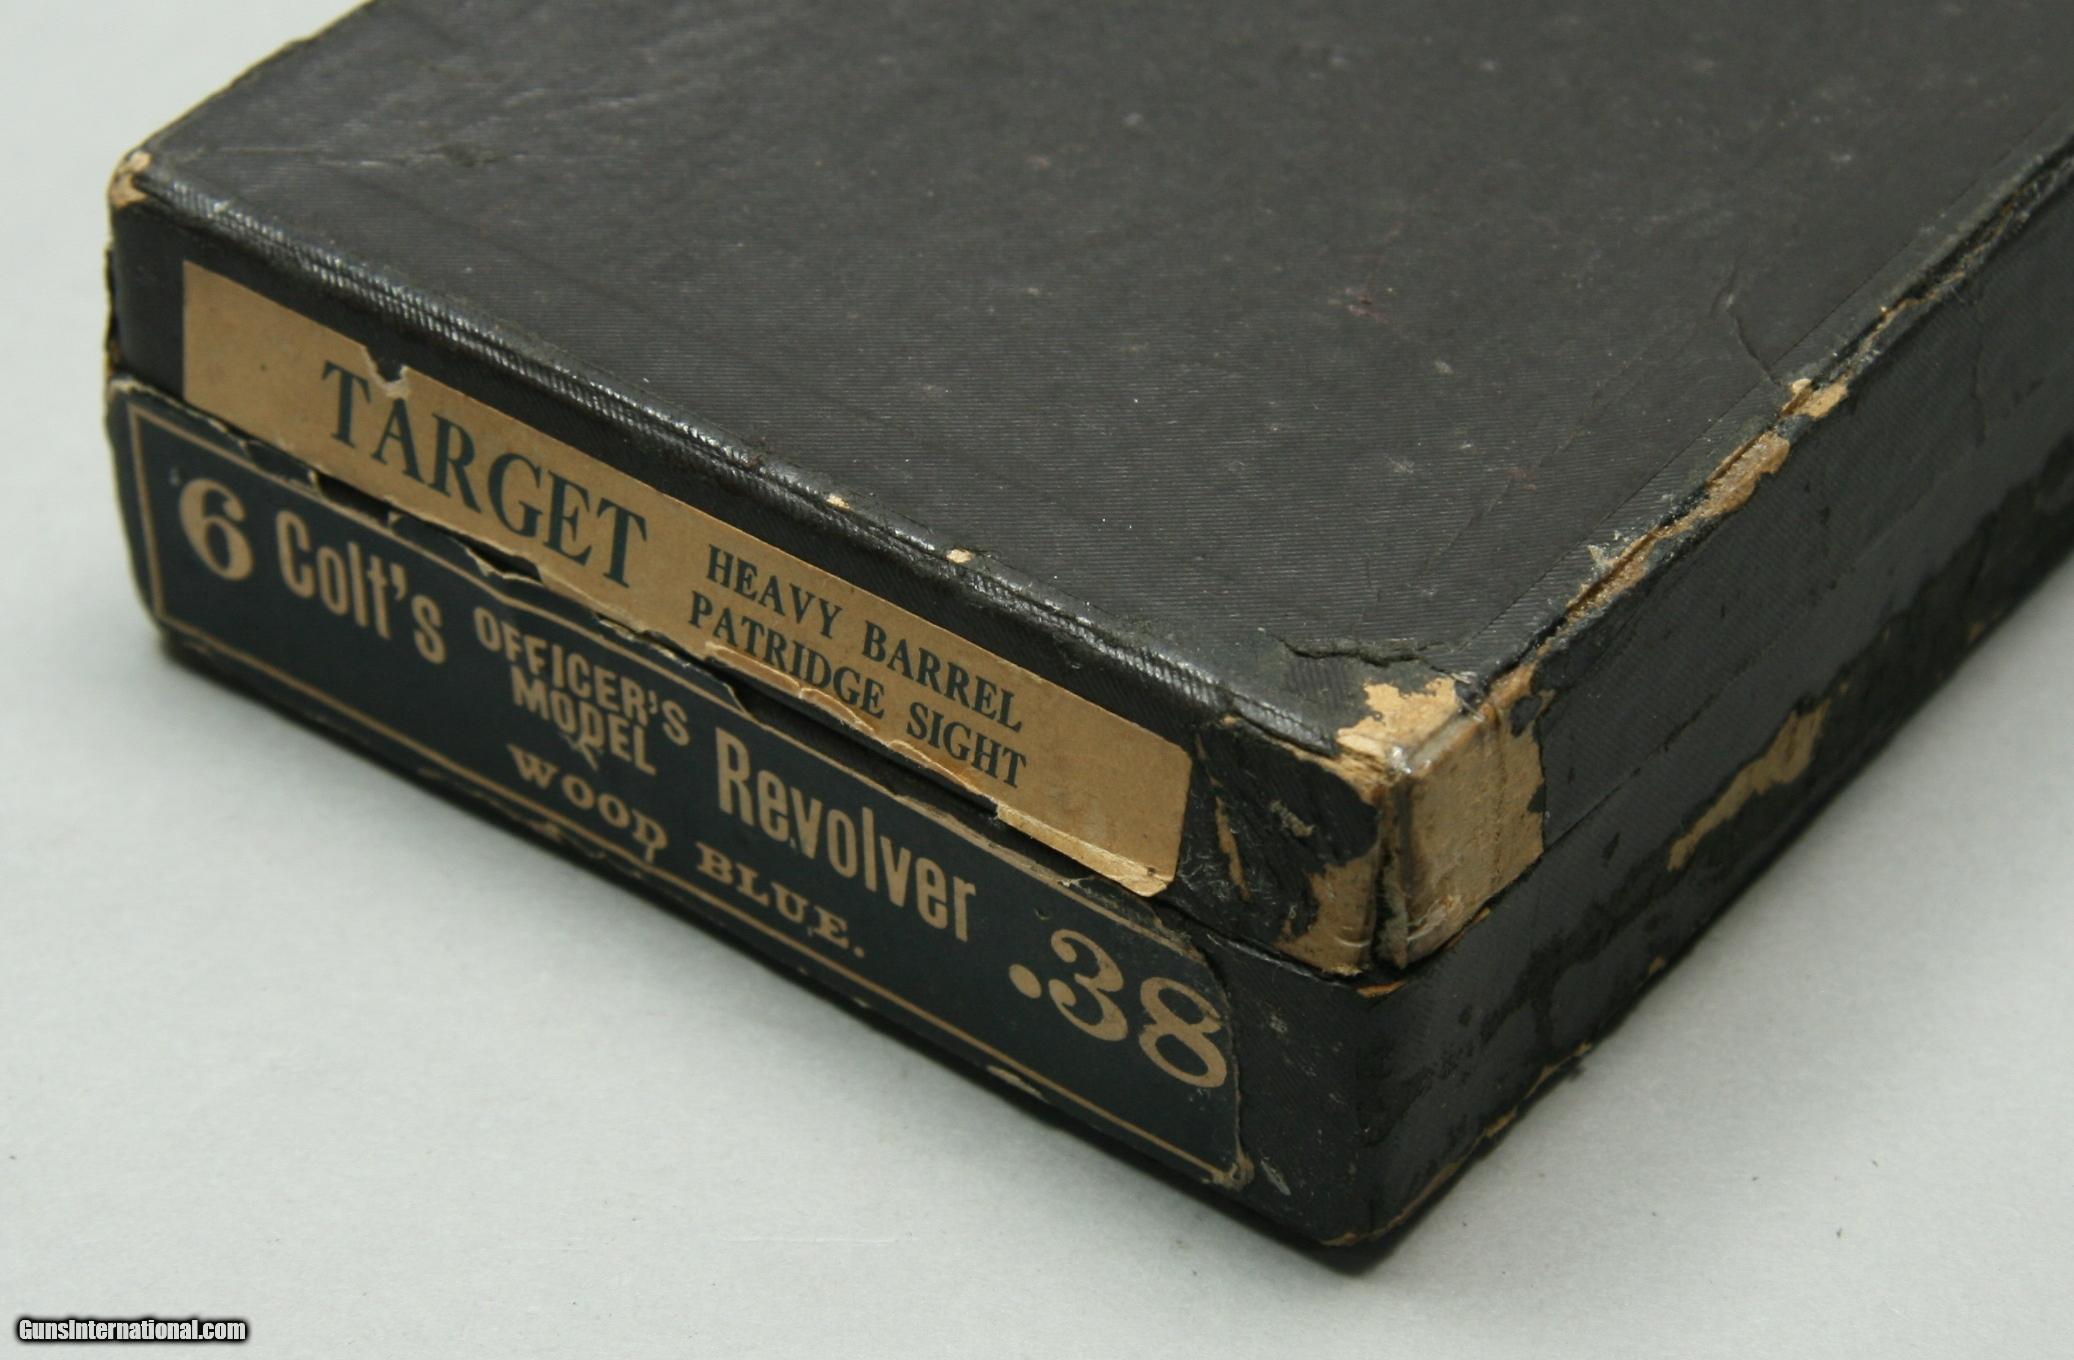 TARGET
HEAVY BARREL
PATRIDGE SIGHT
6 Colt's OFFICER'S MODEL Revolver .38
WOOD BLUE.
GunsInternational.com